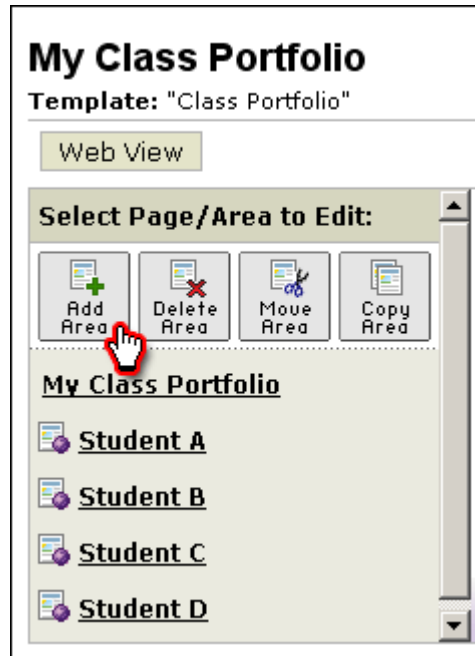 My Class Portfolio
Template: "Class Portfolio"
Web View
Select Page/Area to Edit:
Add Area
Delete Area
Move Area
Copy Area
My Class Portfolio
Student A
Student B
Student C
Student D